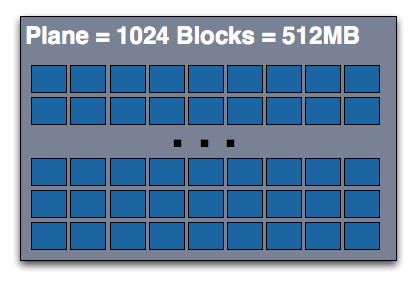 Plane = 1024 Blocks = 512MB
. . .